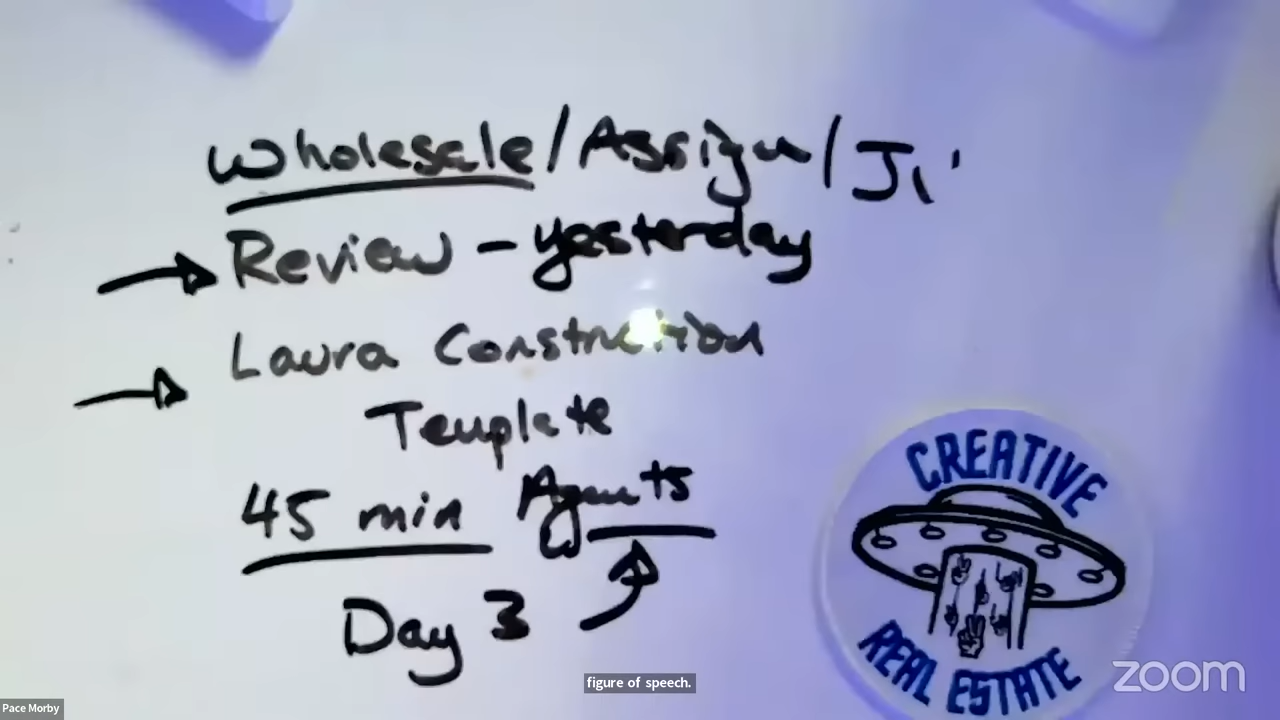 Wholesale/Assign/
Review - yesterday
Laura Construction
Template
45 min Agents
Day 3
CREATIVE
REAL ESTATE
figure of speech.
zoom
Pace Morby